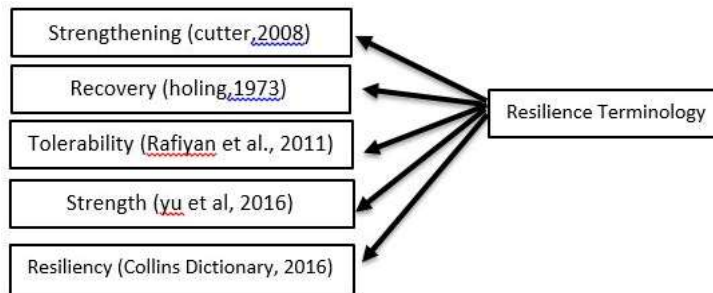 Strengthening (cutter,2008)
Recovery (holing,1973)
Tolerability (Rafiyan et al., 2011)
Strength (yu et al, 2016)
Resiliency (Collins Dictionary, 2016)
Resilience Terminology